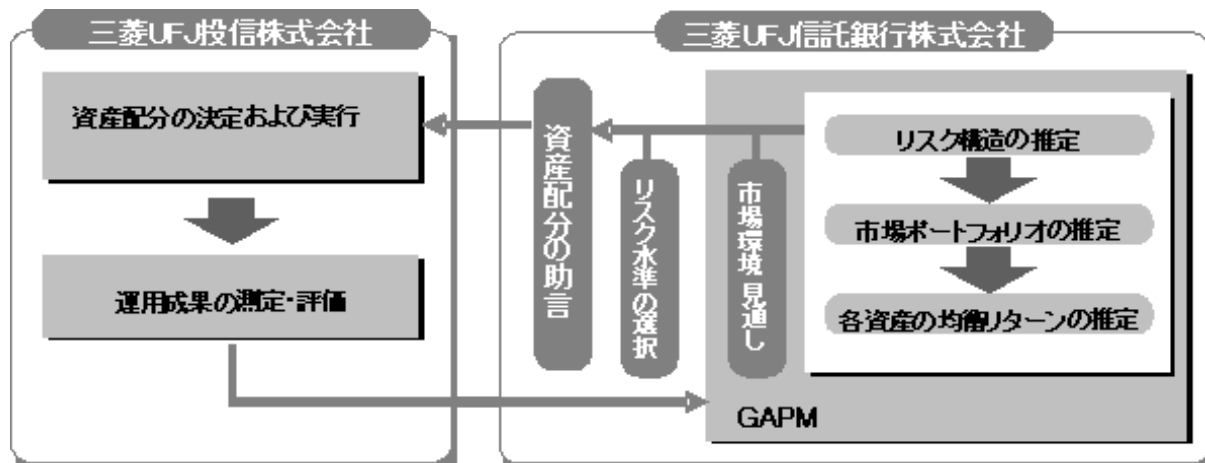 三菱UFJ投信株式会社
資産配分の決定および実行
運用成果の測定・評価
三菱UFJ信託銀行株式会社
資産配分の助言
リスク水準の選択
市場環境見通し
リスク構造の推定
市場ポートフォリオの推定
各資産の均衡リターンの推定
GAPM